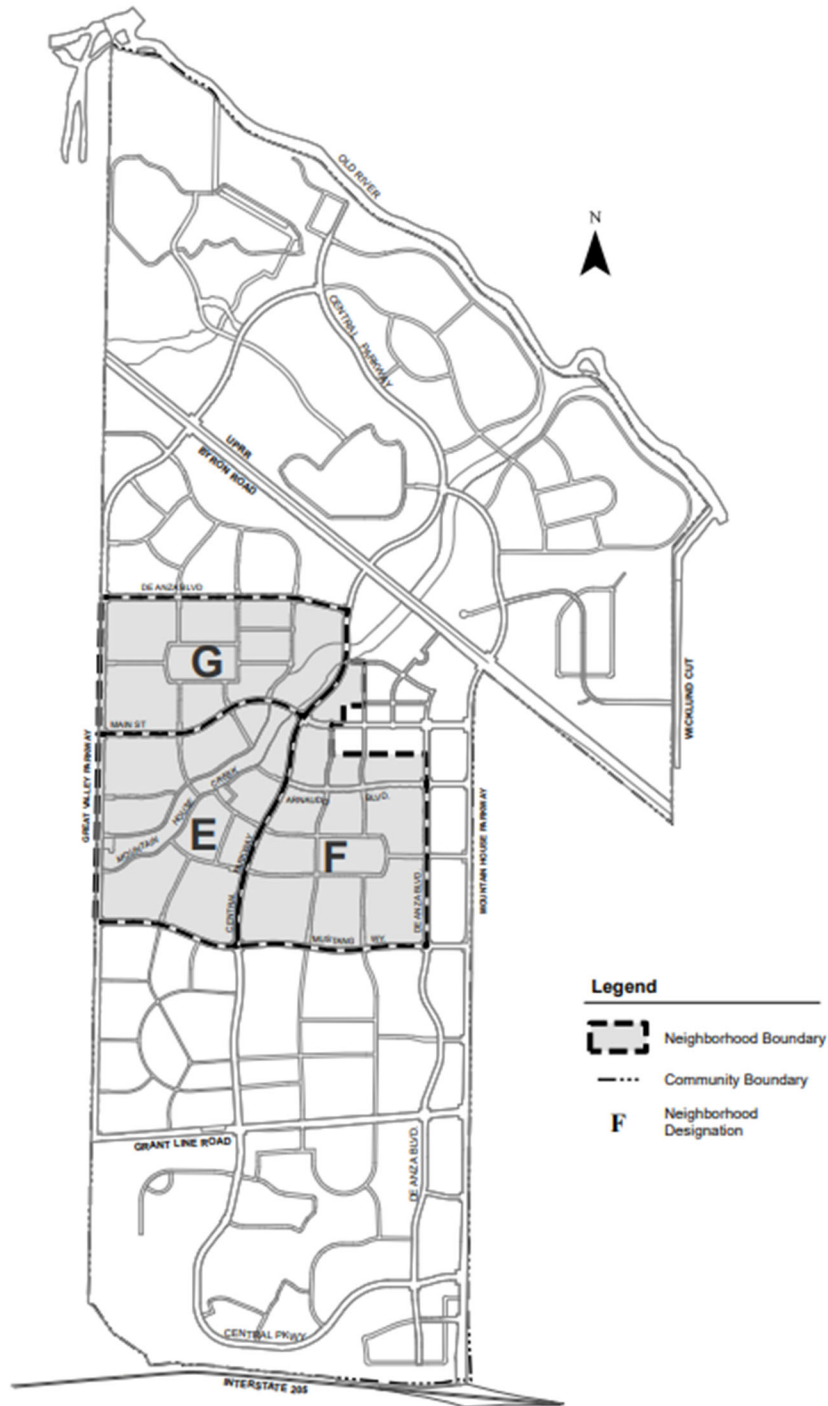 OLD RIVER
N
CENTRAL PARKWAY
UPRR
BYRON ROAD
DE ANZA BLVD
G
WICKLUND CUT
MAIN ST
GREAT VALLEY PARKWAY
MOUNTAIN HOUSE CREEK
ARNAUDO BLVD.
E
F
CENTRAL PARKWAY
DE ANZA BLVD
MOUNTAIN HOUSE PARKWAY
MUSTANG WY.
Legend
Neighborhood Boundary
Community Boundary
F
Neighborhood
Designation
GRANT LINE ROAD
DE ANZA BLVD.
CENTRAL PKWY
INTERSTATE 205